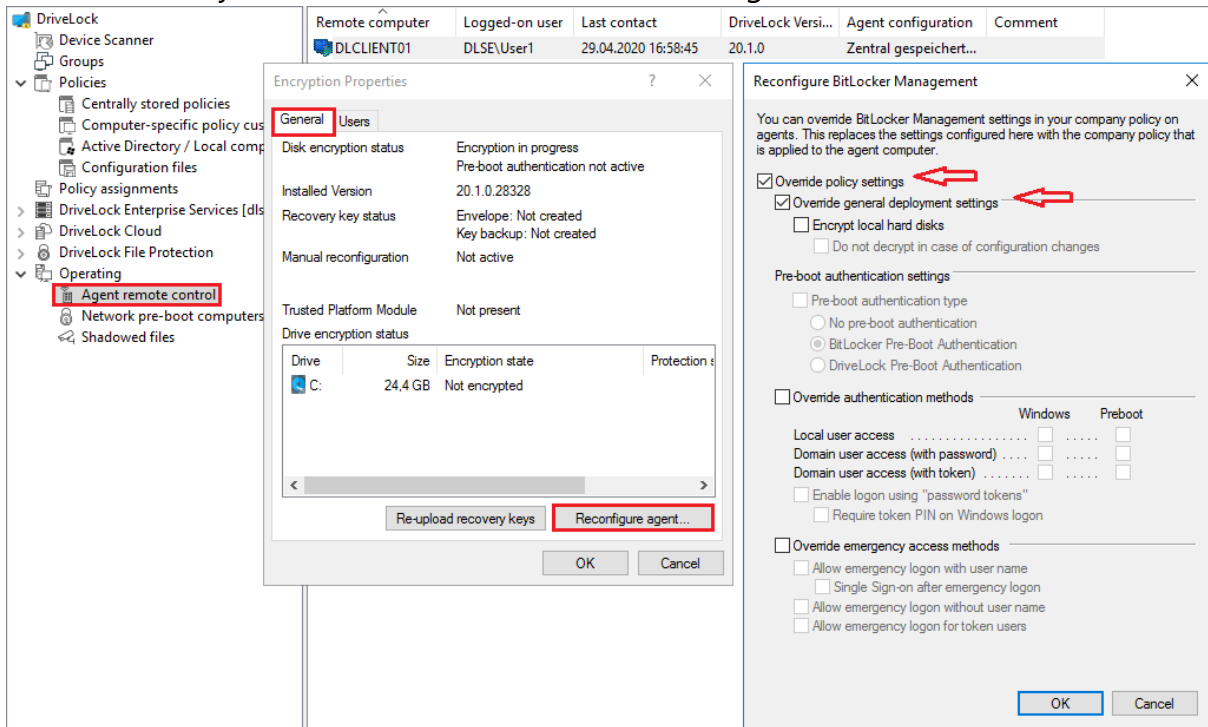 DriveLock
Device Scanner
Groups
Policies
Centrally stored policies
Computer-specific policy cus
Active Directory / Local comp
Configuration files
Policy assignments
DriveLock Enterprise Services [dls
DriveLock Cloud
DriveLock File Protection
Operating
Agent remote control
Network pre-boot computers
Shadowed files
Remote computer Logged-on user Last contact DriveLock Versi... Agent configuration Comment
DLCLIENT01 DLSE\User1 29.04.2020 16:58:45 20.1.0 Zentral gespeichert...
Encryption Properties ?
General Users
Disk encryption status Encryption in progress
Pre-boot authentication not active
Installed Version 20.1.0.28328
Recovery key status Envelope: Not created
Key backup: Not created
Manual reconfiguration Not active
Trusted Platform Module Not present
Drive encryption status
Drive Size Encryption state Protection s
C: 24,4 GB Not encrypted
Re-upload recovery keys Reconfigure agent...
OK Cancel
Reconfigure BitLocker Management
You can override BitLocker Management settings in your company policy on
agents. This replaces the settings configured here with the company policy that
is applied to the agent computer.
Override policy settings
Override general deployment settings
Encrypt local hard disks
Do not decrypt in case of configuration changes
Pre-boot authentication settings
Pre-boot authentication type
No pre-boot authentication
BitLocker Pre-Boot Authentication
DriveLock Pre-Boot Authentication
Override authentication methods
Windows Preboot
Local user access . . . . . . . . . . . . . . . . . . . . . .
Domain user access (with password) . . . . . . . . .
Domain user access (with token) . . . . . . . . . . . .
Enable logon using "password tokens"
Require token PIN on Windows logon
Override emergency access methods
Allow emergency logon with user name
Single Sign-on after emergency logon
Allow emergency logon without user name
Allow emergency logon for token users
OK Cancel